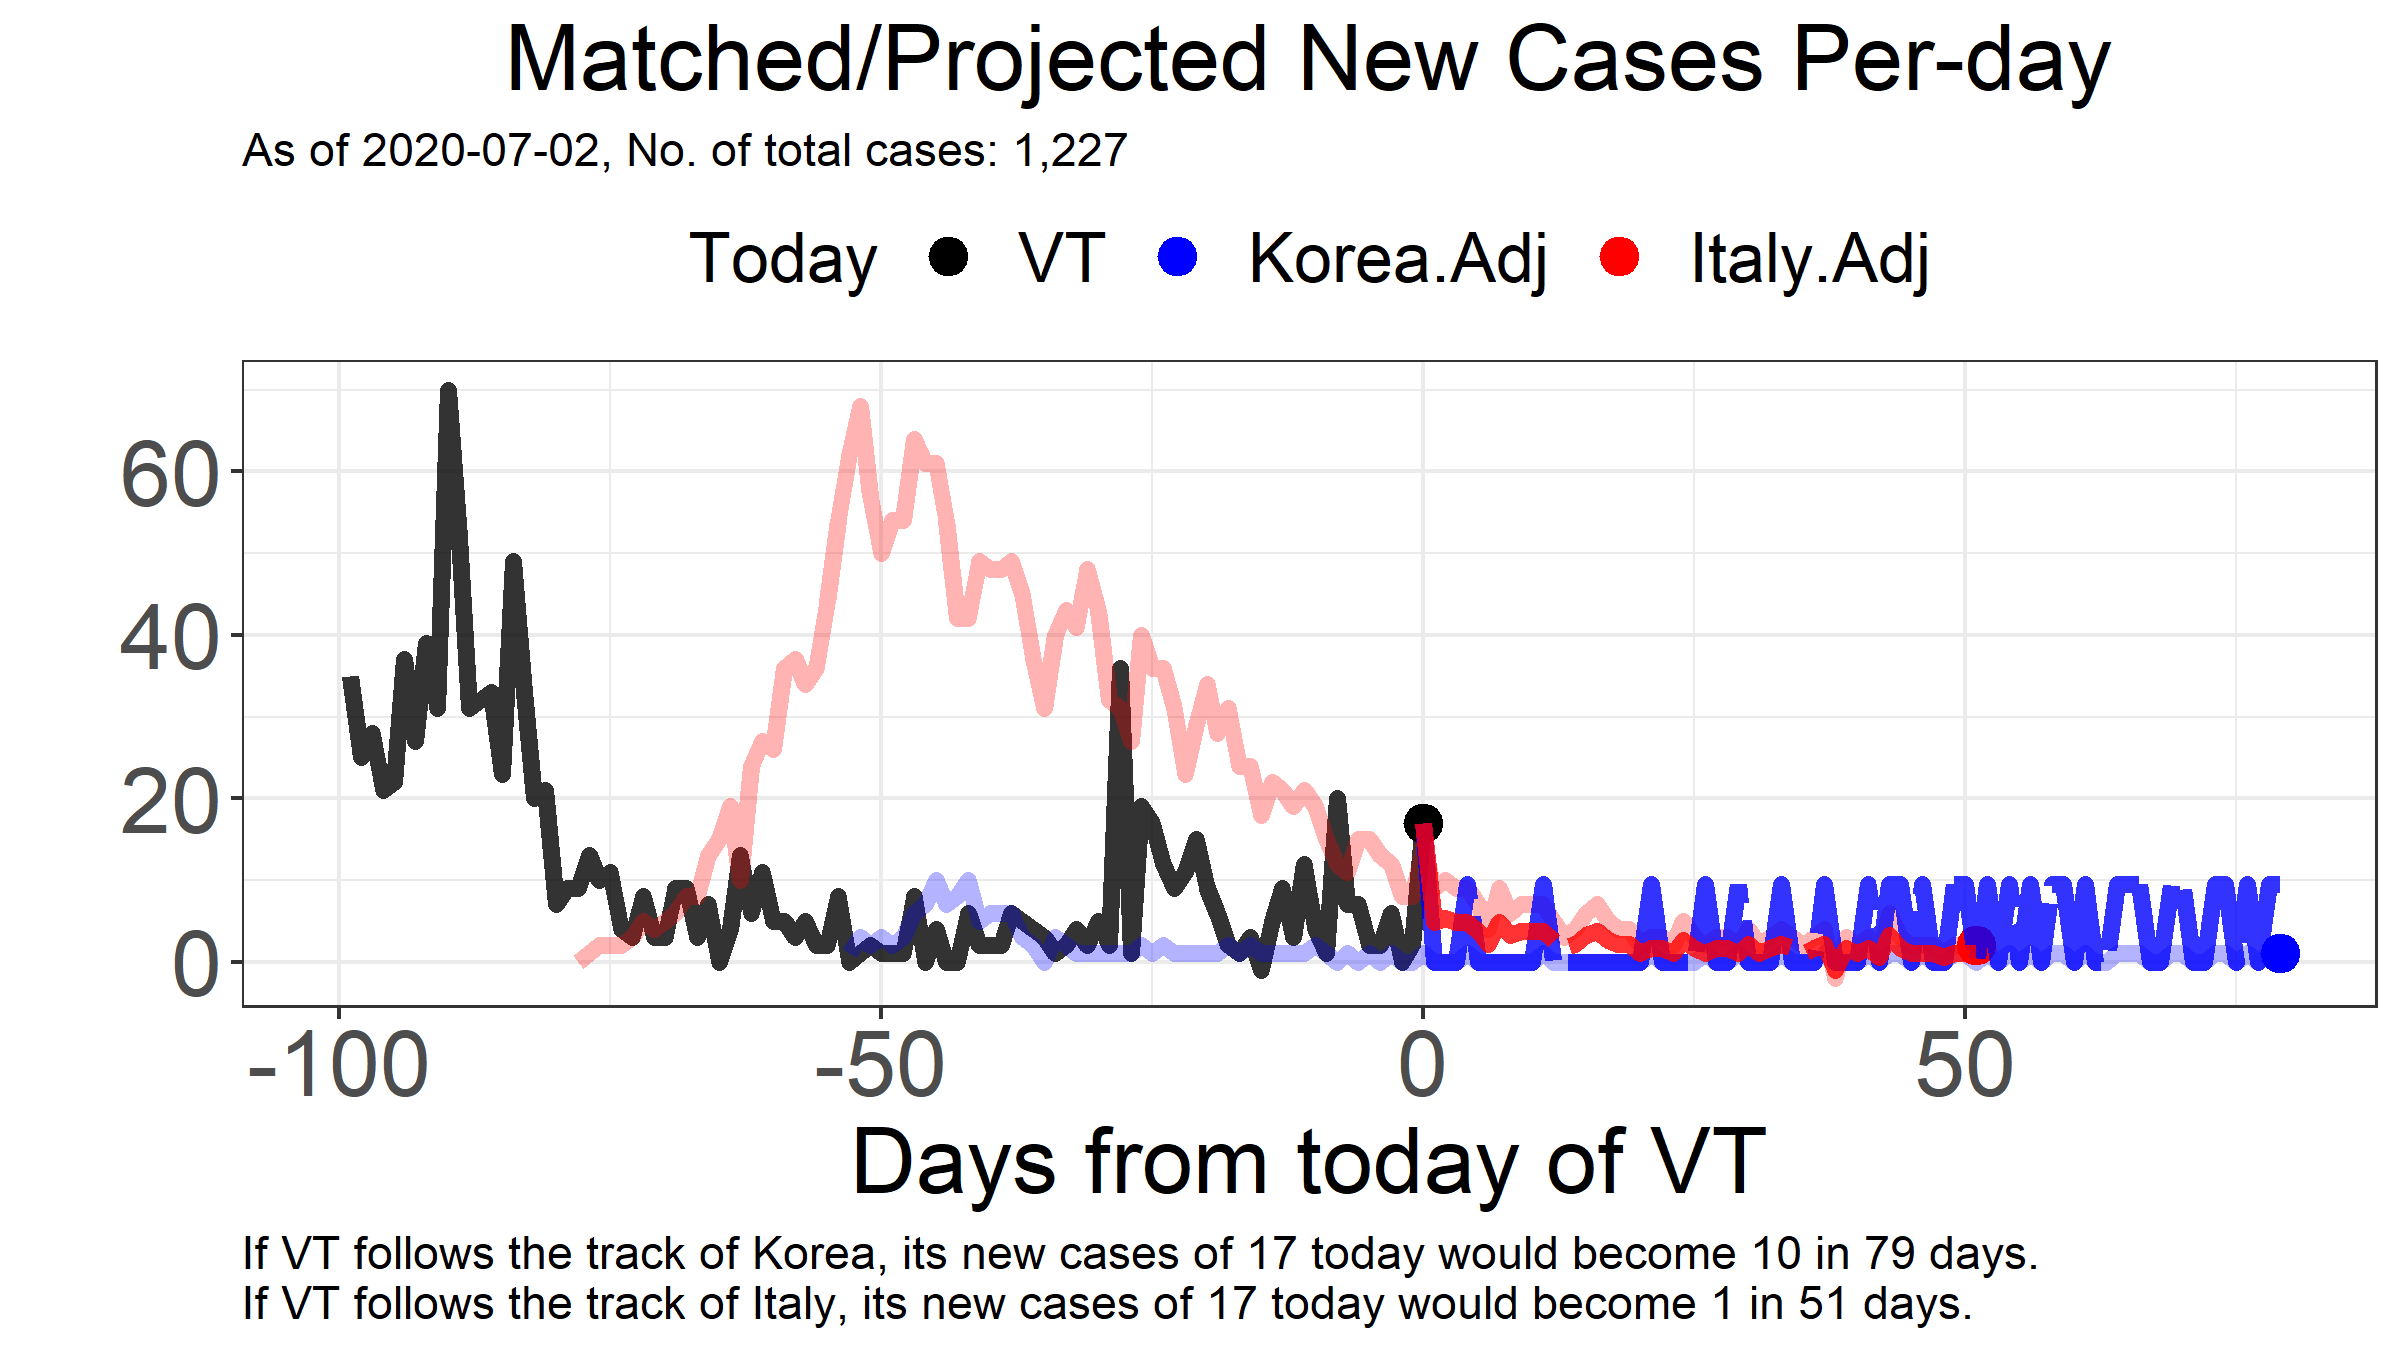 Matched/Projected New Cases Per-day
As of 2020-07-02, No. of total cases: 1,227
Today VT Korea.Adj Italy.Adj
60
40
20
0
-100 -50 0 50
Days from today of VT
If VT follows the track of Korea, its new cases of 17 today would become 10 in 79 days.
If VT follows the track of Italy, its new cases of 17 today would become 1 in 51 days.